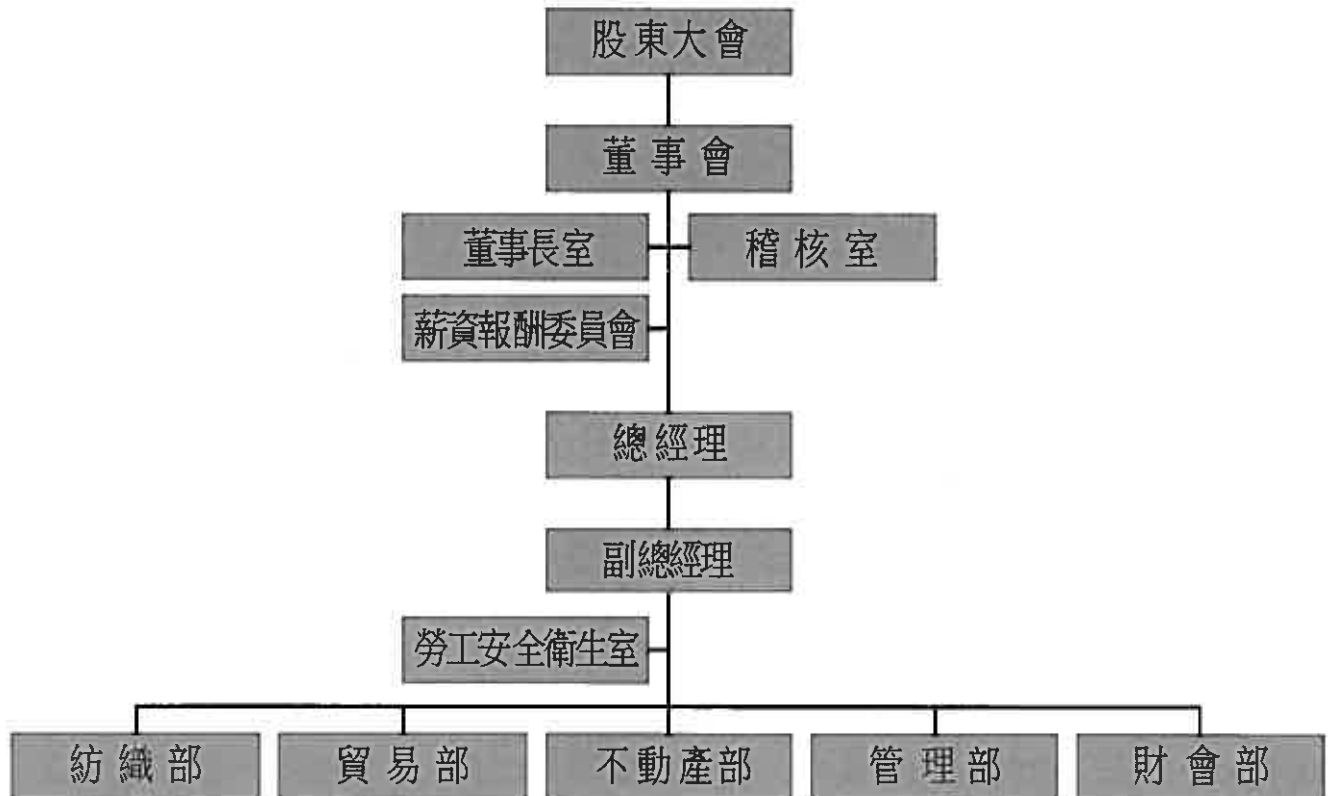 股東大會
董事會
董事長室
稽核室
薪資報酬委員會
總經理
副總經理
勞工安全衛生室
紡織部
貿易部
不動產部
管理部
財會部